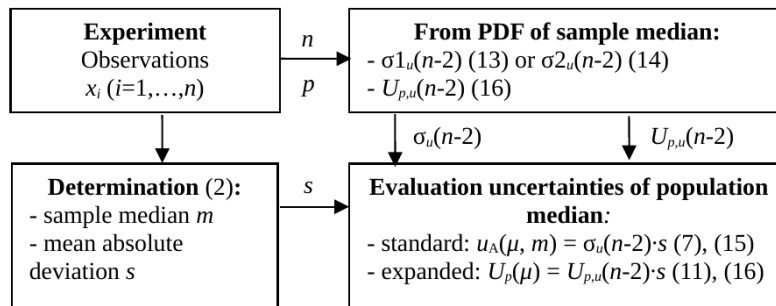 Experiment
Observations
xᵢ (i=1,…,n)
n
p
From PDF of sample median:
- σ1ᵤ(n-2) (13) or σ2ᵤ(n-2) (14)
- Uₚ,ᵤ(n-2) (16)
σᵤ(n-2)
Uₚ,ᵤ(n-2)
Determination (2):
- sample median m
- mean absolute
deviation s
s
Evaluation uncertainties of population
median:
- standard: u_A(μ, m) = σᵤ(n-2)·s (7), (15)
- expanded: Uₚ(μ) = Uₚ,ᵤ(n-2)·s (11), (16)